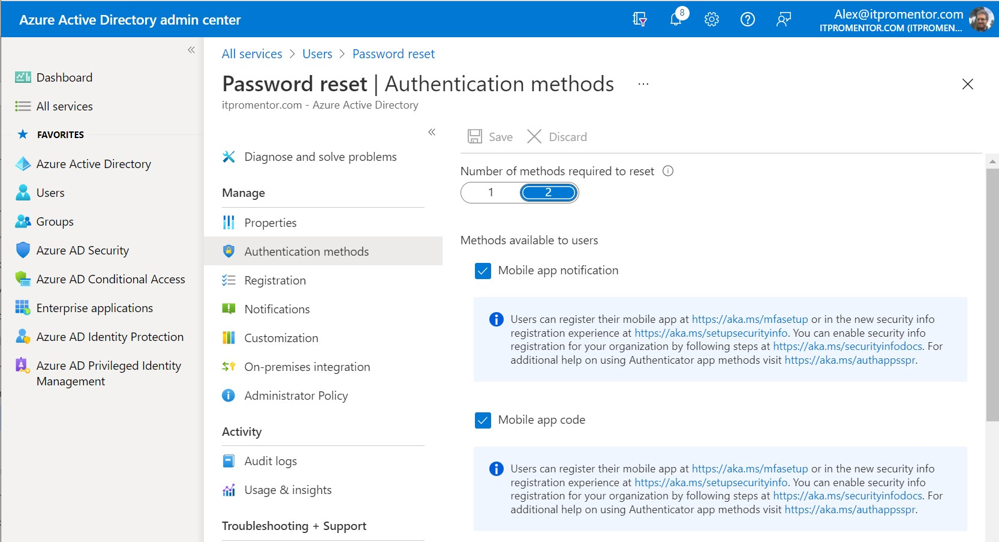 Azure Active Directory admin center
8
Alex@itpromentor.com
ITPROMENTOR.COM (ITPROMEN...
Dashboard
All services
FAVORITES
Azure Active Directory
Users
Groups
Azure AD Security
Azure AD Conditional Access
Enterprise applications
Azure AD Identity Protection
Azure AD Privileged Identity
Management
All services > Users > Password reset
Password reset | Authentication methods ...
itpromentor.com - Azure Active Directory
Diagnose and solve problems
Manage
Properties
Authentication methods
Registration
Notifications
Customization
On-premises integration
Administrator Policy
Activity
Audit logs
Usage & insights
Troubleshooting + Support
Save Discard
Number of methods required to reset
1 2
Methods available to users
Mobile app notification
Users can register their mobile app at https://aka.ms/mfasetup or in the new security info
registration experience at https://aka.ms/setupsecurityinfo. You can enable security info
registration for your organization by following steps at https://aka.ms/securityinfodocs. For
additional help on using Authenticator app methods visit https://aka.ms/authappsspr.
Mobile app code
Users can register their mobile app at https://aka.ms/mfasetup or in the new security info
registration experience at https://aka.ms/setupsecurityinfo. You can enable security info
registration for your organization by following steps at https://aka.ms/securityinfodocs. For
additional help on using Authenticator app methods visit https://aka.ms/authappsspr.